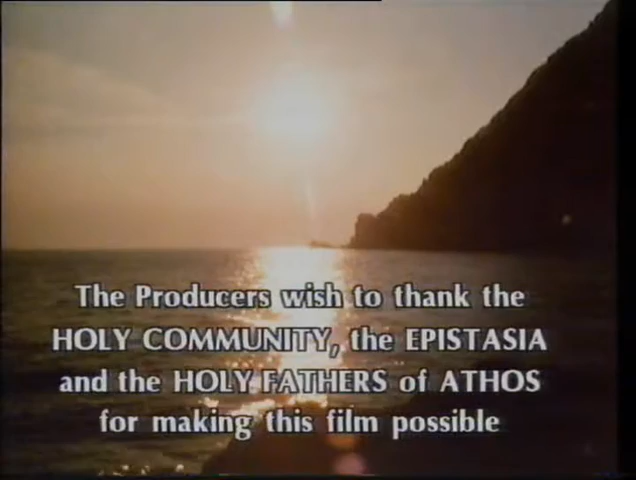 The Producers wish to thank the
HOLY COMMUNITY, the EPISTASIA
and the HOLY FATHERS of ATHOS
for making this film possible